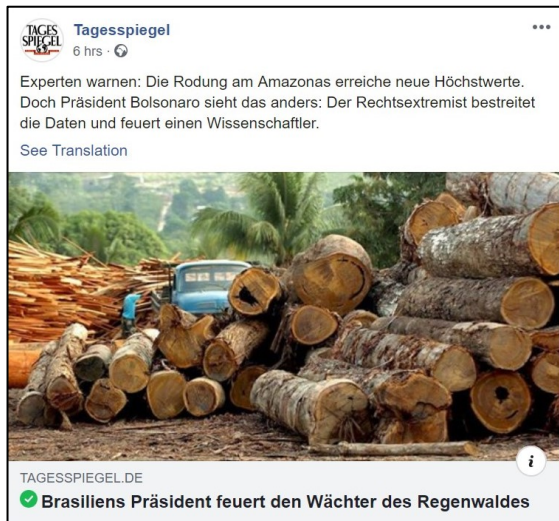 TAGES
SPIEGEL
Tagesspiegel
6 hrs ·
Experten warnen: Die Rodung am Amazonas erreiche neue Höchstwerte.
Doch Präsident Bolsonaro sieht das anders: Der Rechtsextremist bestreitet
die Daten und feuert einen Wissenschaftler.
See Translation
i
TAGESSPIEGEL.DE
Brasiliens Präsident feuert den Wächter des Regenwaldes